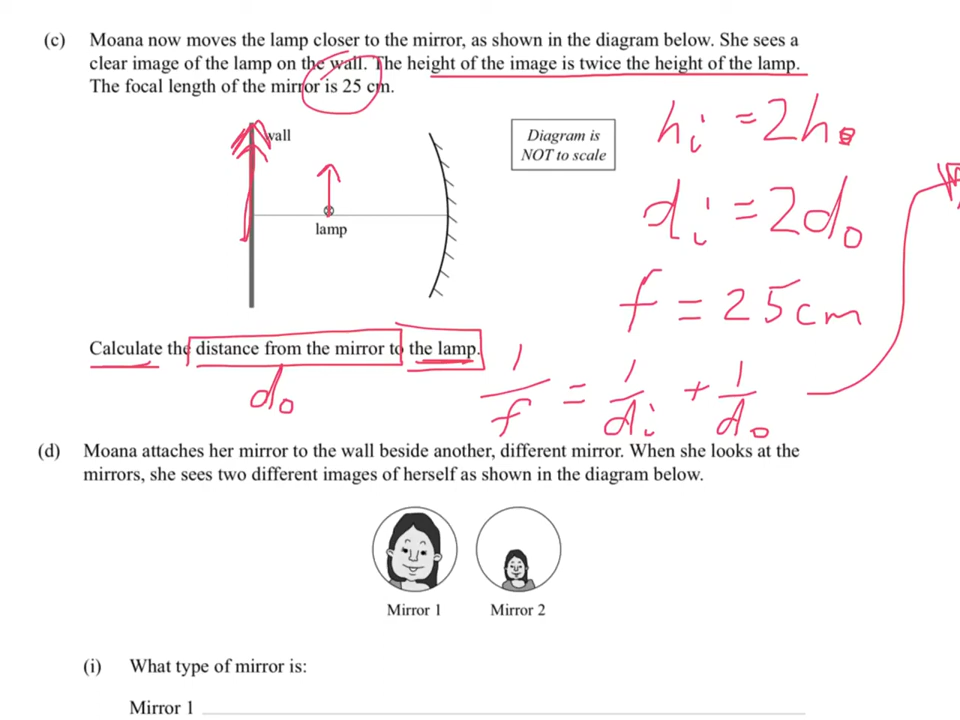 (c) Moana now moves the lamp closer to the mirror, as shown in the diagram below. She sees a
clear image of the lamp on the wall. The height of the image is twice the height of the lamp.
The focal length of the mirror is 25 cm.
wall
Diagram is
NOT to scale
lamp
hi = 2ho
di = 2do
f = 25cm
Calculate the distance from the mirror to the lamp.
do
1/f = 1/di + 1/do
(d) Moana attaches her mirror to the wall beside another, different mirror. When she looks at the
mirrors, she sees two different images of herself as shown in the diagram below.
Mirror 1 Mirror 2
(i) What type of mirror is:
Mirror 1